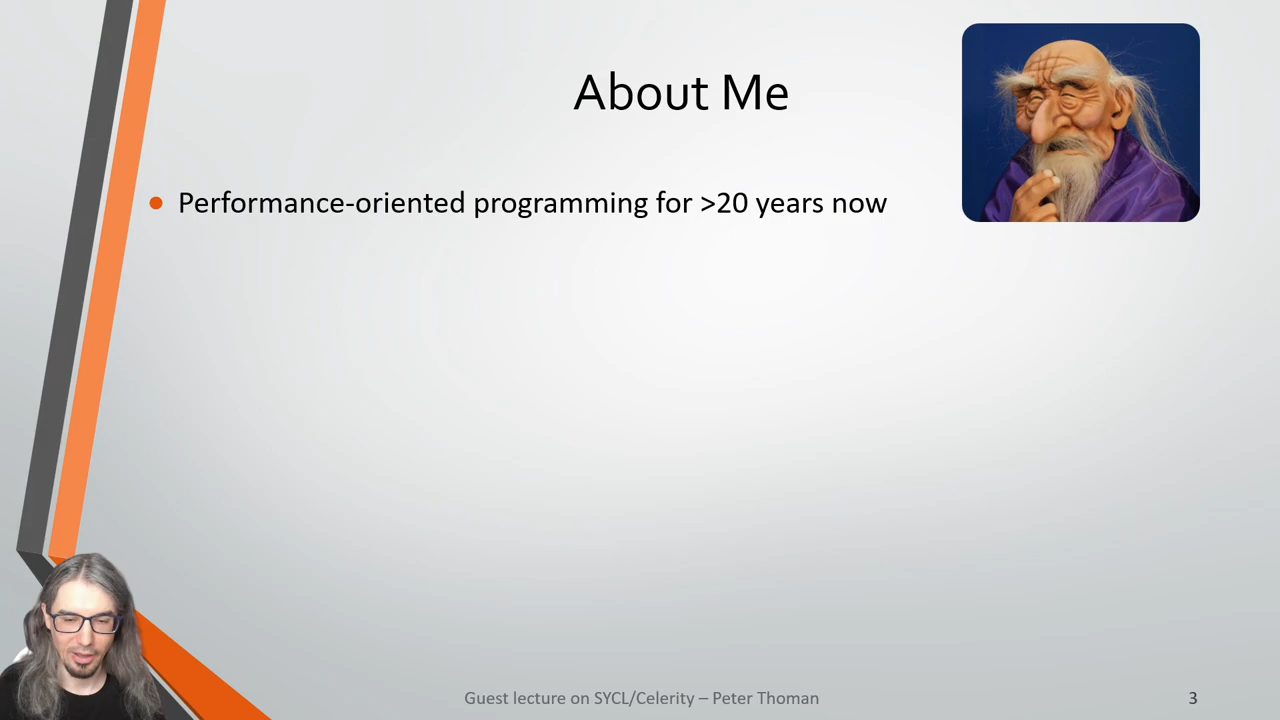 About Me
Performance-oriented programming for >20 years now
Guest lecture on SYCL/Celerity – Peter Thoman
3